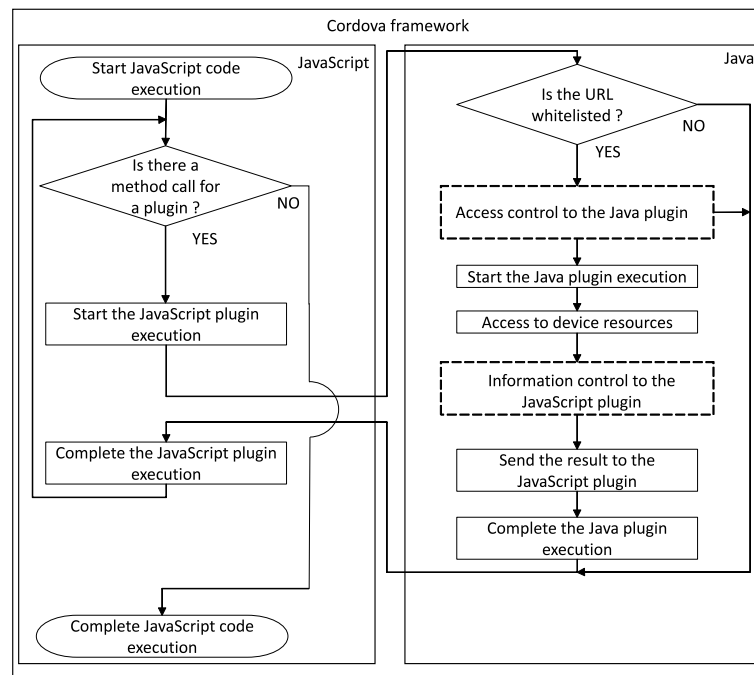 Cordova framework
JavaScript
Start JavaScript code
execution
Is there a
method call for
a plugin ?
NO
YES
Start the JavaScript plugin
execution
Complete the JavaScript plugin
execution
Complete JavaScript code
execution
Java
Is the URL
whitelisted ?
NO
YES
Access control to the Java plugin
Start the Java plugin execution
Access to device resources
Information control to the
JavaScript plugin
Send the result to the
JavaScript plugin
Complete the Java plugin
execution